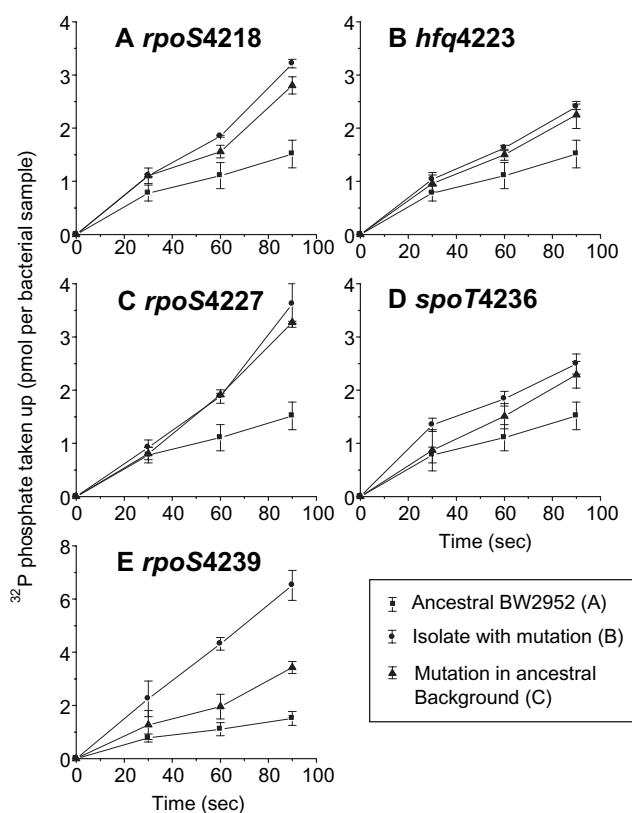 A rpoS4218
B hfq4223
4
3
2
1
0
0 20 40 60 80 100
4
3
2
1
0
0 20 40 60 80 100
C rpoS4227
D spoT4236
4
3
2
1
0
0 20 40 60 80 100
4
3
2
1
0
0 20 40 60 80 100
Time (sec)
E rpoS4239
8
6
4
2
0
0 20 40 60 80 100
Time (sec)
32P phosphate taken up (pmol per bacterial sample)
Ancestral BW2952 (A)
Isolate with mutation (B)
Mutation in ancestral
Background (C)